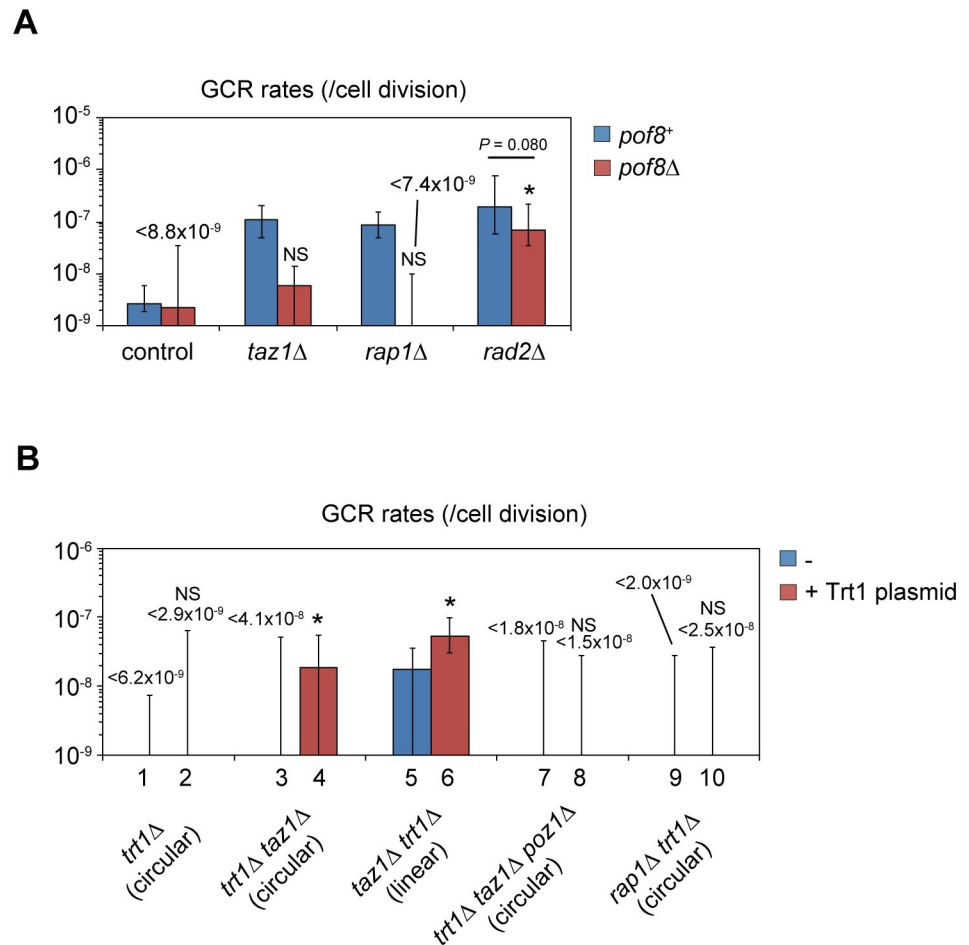 A
GCR rates (/cell division)
10⁻⁵
10⁻⁶
10⁻⁷
10⁻⁸
10⁻⁹
<8.8x10⁻⁹
NS
<7.4x10⁻⁹
NS
P = 0.080
*
pof8⁺
pof8Δ
control
taz1Δ
rap1Δ
rad2Δ
B
GCR rates (/cell division)
10⁻⁶
10⁻⁷
10⁻⁸
10⁻⁹
<6.2x10⁻⁹
NS
<2.9x10⁻⁹
<4.1x10⁻⁸
*
*
<1.8x10⁻⁸
NS
<1.5x10⁻⁸
<2.0x10⁻⁹
NS
<2.5x10⁻⁸
-
+ Trt1 plasmid
1 2 3 4 5 6 7 8 9 10
trt1Δ
(circular)
trt1Δ taz1Δ
(circular)
taz1Δ trt1Δ
(linear)
trt1Δ taz1Δ poz1Δ
(circular)
rap1Δ trt1Δ
(circular)